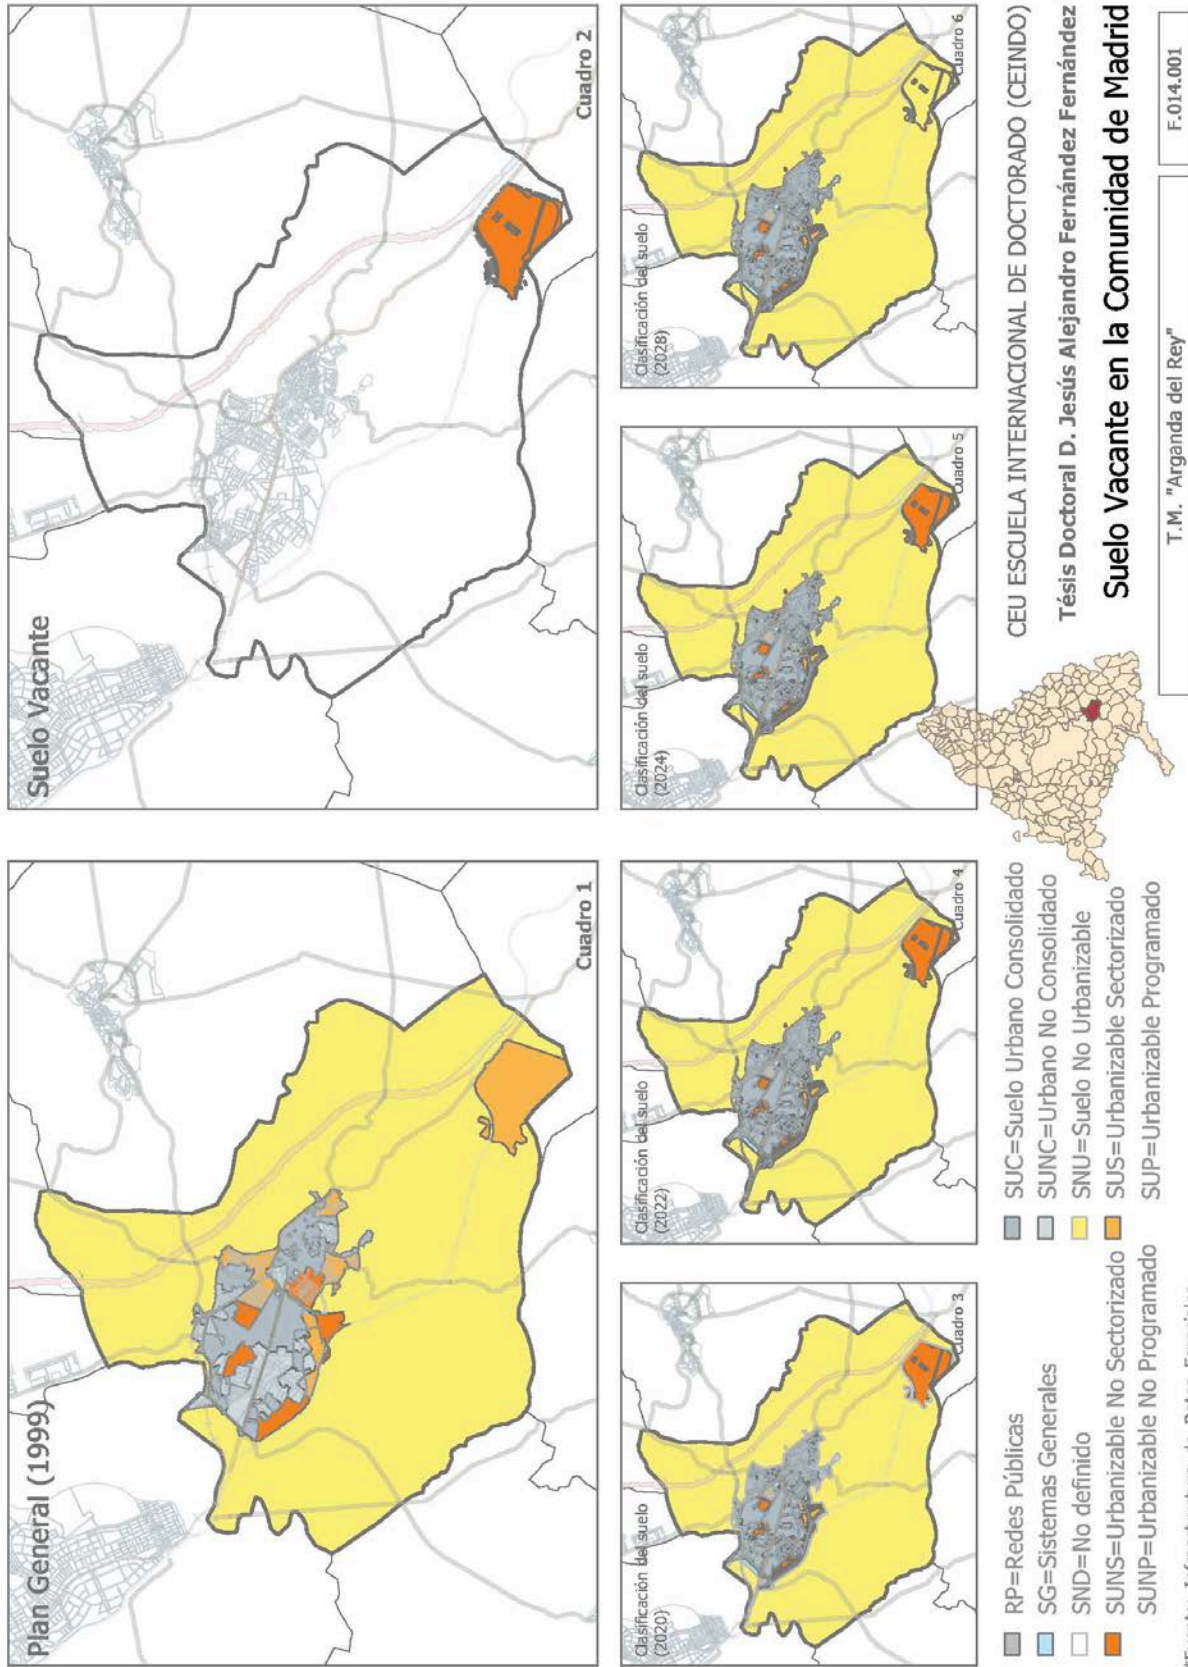 Plan General (1999)
Cuadro 1
Suelo Vacante
Cuadro 2
Clasificación del suelo
(2020)
Cuadro 3
Clasificación del suelo
(2022)
Cuadro 4
Clasificación del suelo
(2024)
Cuadro 5
Clasificación del suelo
(2028)
Cuadro 6
RP=Redes Públicas
SG=Sistemas Generales
SND=No definido
SUNS=Urbanizable No Sectorizado
SUNP=Urbanizable No Programado
SUC=Suelo Urbano Consolidado
SUNC=Urbano No Consolidado
SNU=Suelo No Urbanizable
SUS=Urbanizable Sectorizado
SUP=Urbanizable Programado
CEU ESCUELA INTERNACIONAL DE DOCTORADO (CEINDO)
Tésis Doctoral D. Jesús Alejandro Fernández Fernández
Suelo Vacante en la Comunidad de Madrid
T.M. "Arganda del Rey"
F.014.001